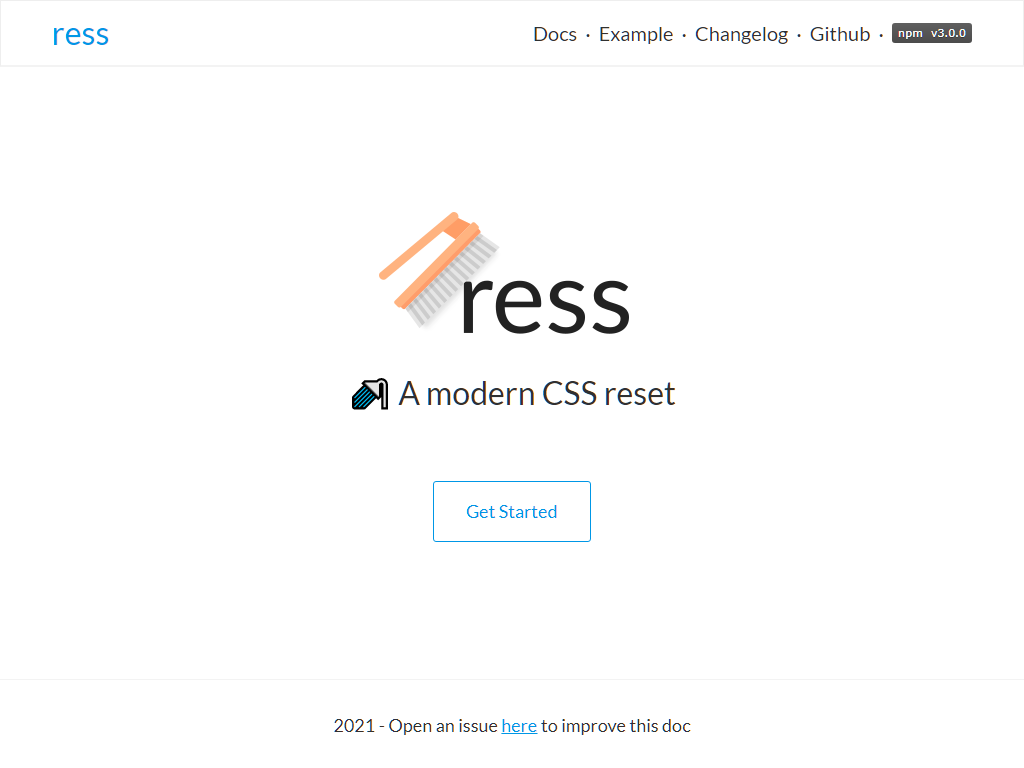 ress
Docs · Example · Changelog · Github · npm v3.0.0
ress
A modern CSS reset
Get Started
2021 - Open an issue here to improve this doc